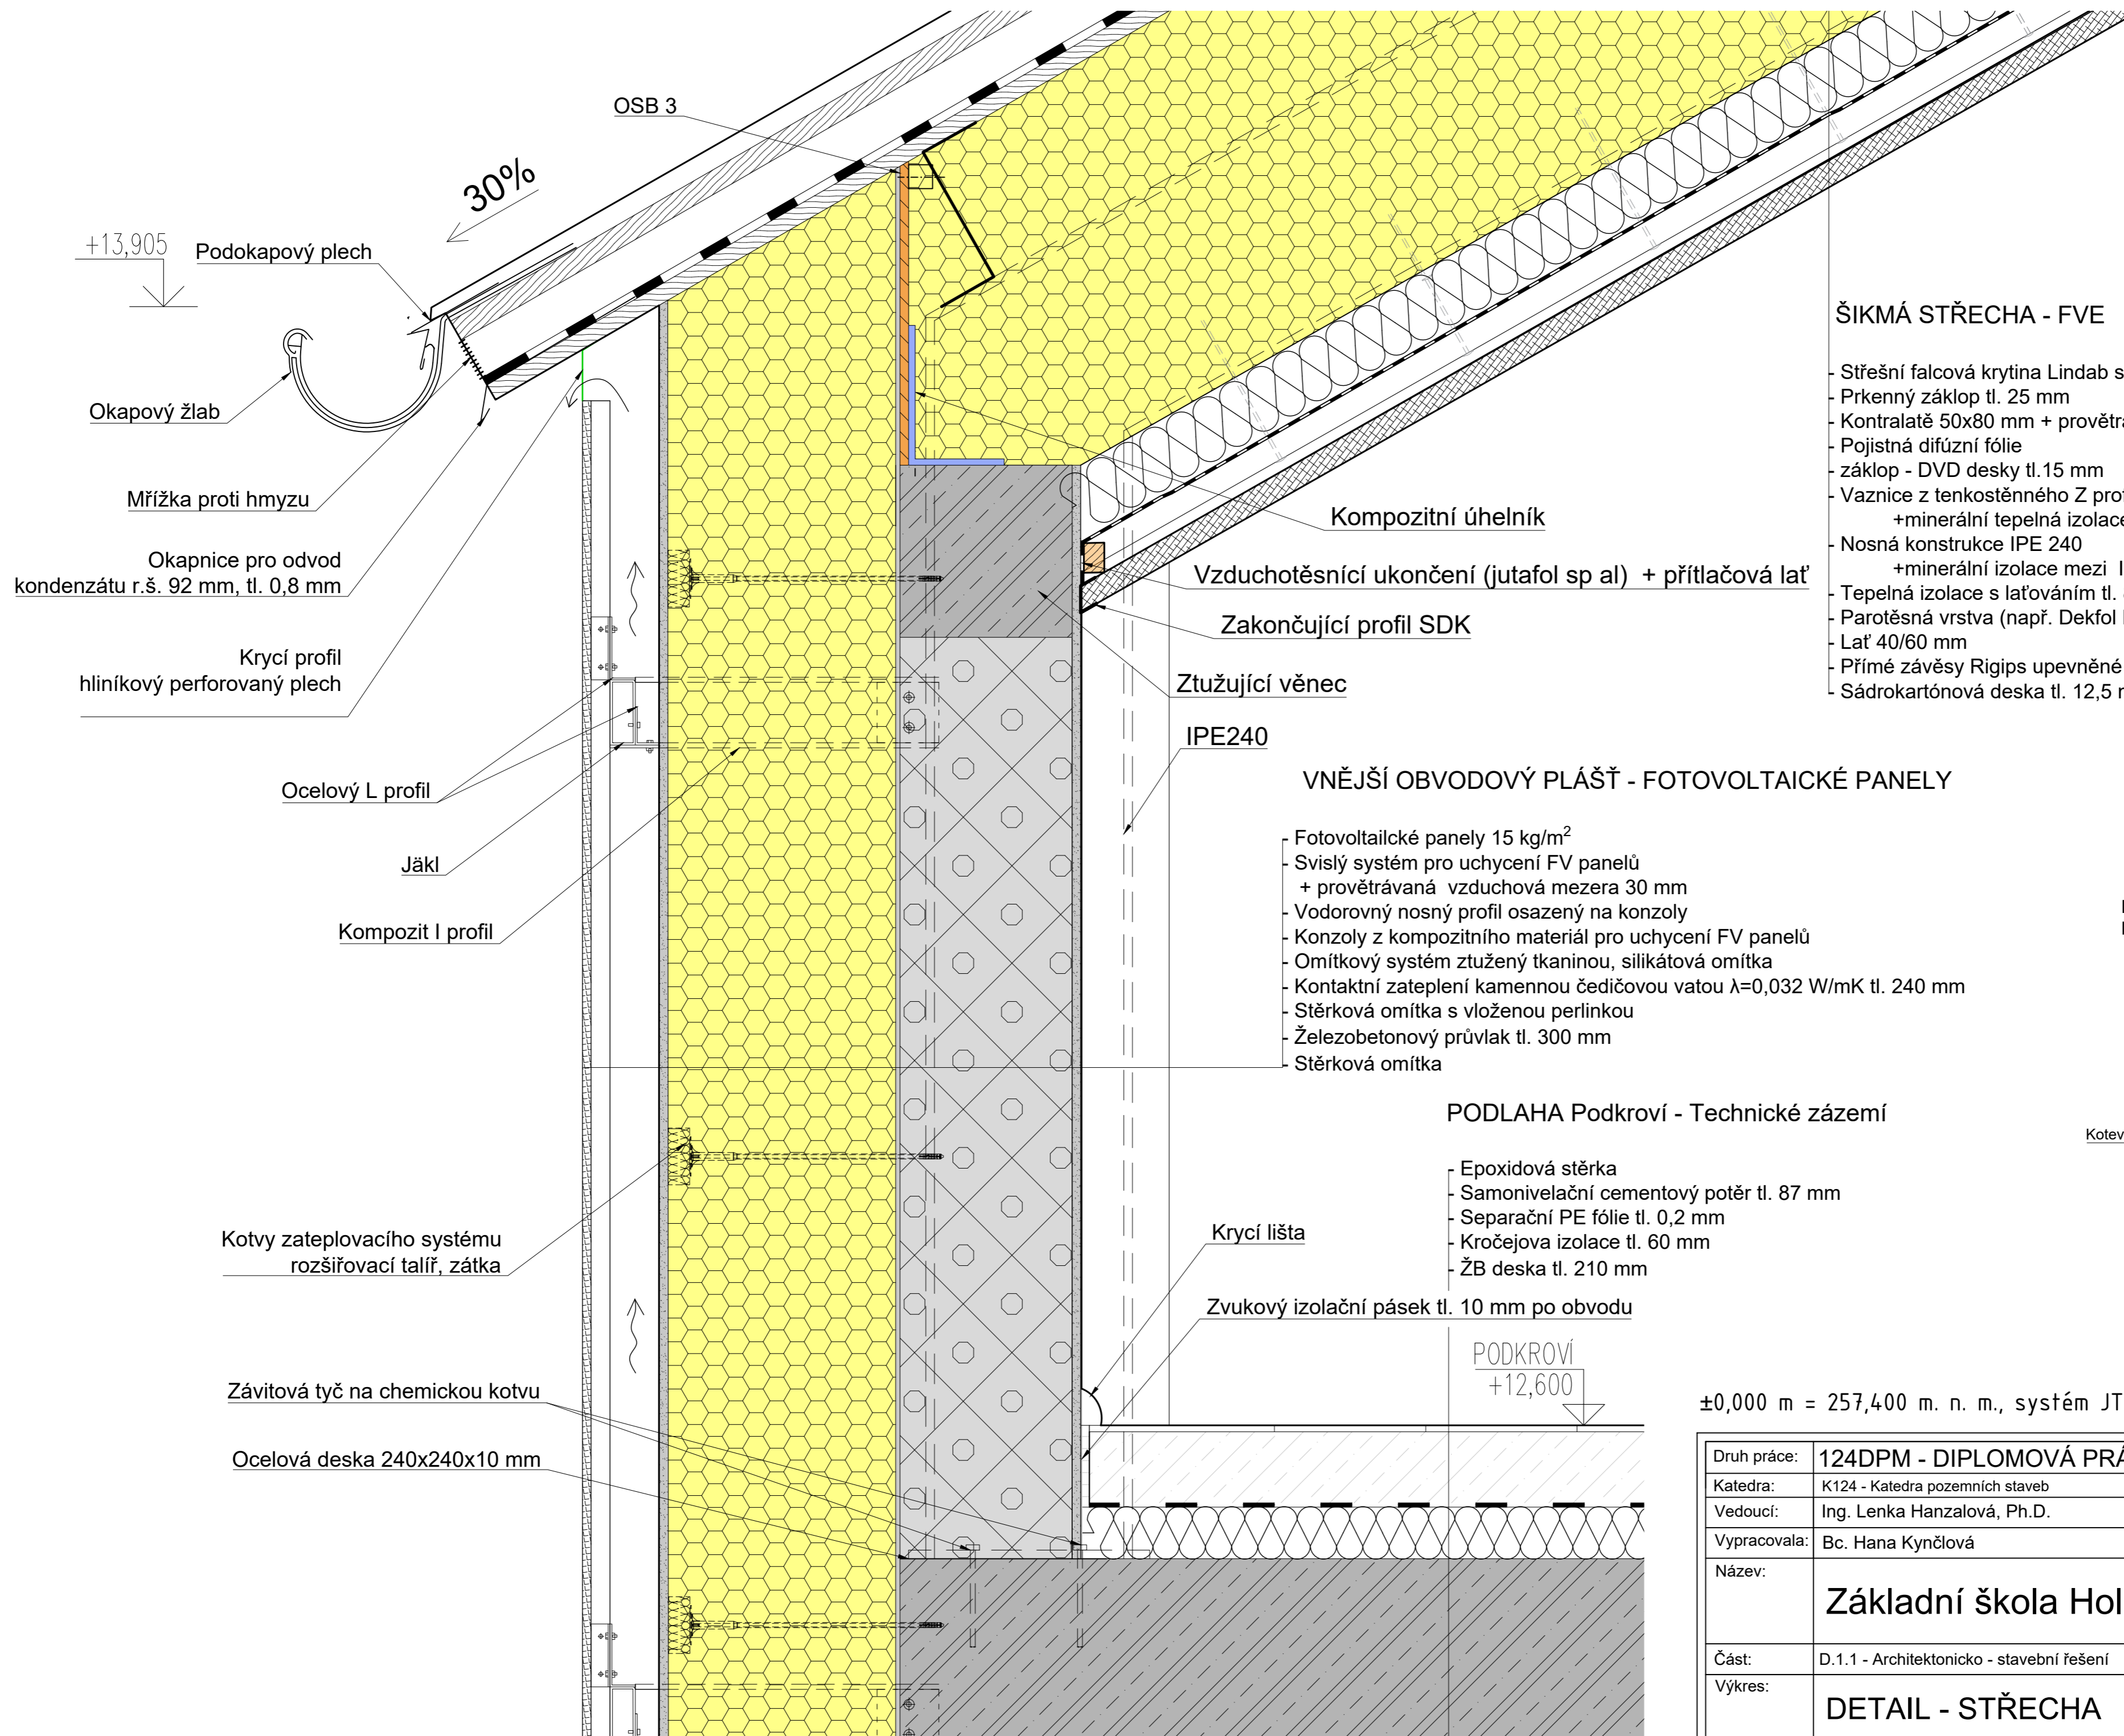 OSB 3
30%
+13,905
Podokapový plech
Okapový žlab
Mřížka proti hmyzu
Okapnice pro odvod
kondenzátu r.š. 92 mm, tl. 0,8 mm
Krycí profil
hliníkový perforovaný plech
Ocelový L profil
Jäkl
Kompozit I profil
Kotvy zateplovacího systému
rozšiřovací talíř, zátka
Závitová tyč na chemickou kotvu
Ocelová deska 240x240x10 mm
Kompozitní úhelník
Vzduchotěsnící ukončení (jutafol sp al) + přítlačová lať
Zakončující profil SDK
Ztužující věnec
IPE240
ŠIKMÁ STŘECHA - FVE
- Střešní falcová krytina Lindab s
- Prkenný záklop tl. 25 mm
- Kontralatě 50x80 mm + provětra
- Pojistná difúzní fólie
- záklop - DVD desky tl.15 mm
- Vaznice z tenkostěnného Z prof
+minerální tepelná izolace
- Nosná konstrukce IPE 240
+minerální izolace mezi I
- Tepelná izolace s laťováním tl.
- Parotěsná vrstva (např. Dekfol
- Lať 40/60 mm
- Přímé závěsy Rigips upevněné
- Sádrokartónová deska tl. 12,5
VNĚJŠÍ OBVODOVÝ PLÁŠŤ - FOTOVOLTAICKÉ PANELY
- Fotovoltailcké panely 15 kg/m²
- Svislý systém pro uchycení FV panelů
+ provětrávaná vzduchová mezera 30 mm
- Vodorovný nosný profil osazený na konzoly
- Konzoly z kompozitního materiál pro uchycení FV panelů
- Omítkový systém ztužený tkaninou, silikátová omítka
- Kontaktní zateplení kamennou čedičovou vatou λ=0,032 W/mK tl. 240 mm
- Stěrková omítka s vloženou perlinkou
- Železobetonový průvlak tl. 300 mm
- Stěrková omítka
PODLAHA Podkroví - Technické zázemí
- Epoxidová stěrka
- Samonivelační cementový potěr tl. 87 mm
- Separační PE fólie tl. 0,2 mm
- Kročejova izolace tl. 60 mm
- ŽB deska tl. 210 mm
Kotev
Krycí lišta
Zvukový izolační pásek tl. 10 mm po obvodu
PODKROVÍ
+12,600
±0,000 m = 257,400 m. n. m., systém JT
Druh práce: 124DPM - DIPLOMOVÁ PRÁ
Katedra: K124 - Katedra pozemních staveb
Vedoucí: Ing. Lenka Hanzalová, Ph.D.
Vypracovala: Bc. Hana Kynčlová
Název:
Základní škola Hol
Část: D.1.1 - Architektonicko - stavební řešení
Výkres:
DETAIL - STŘECHA